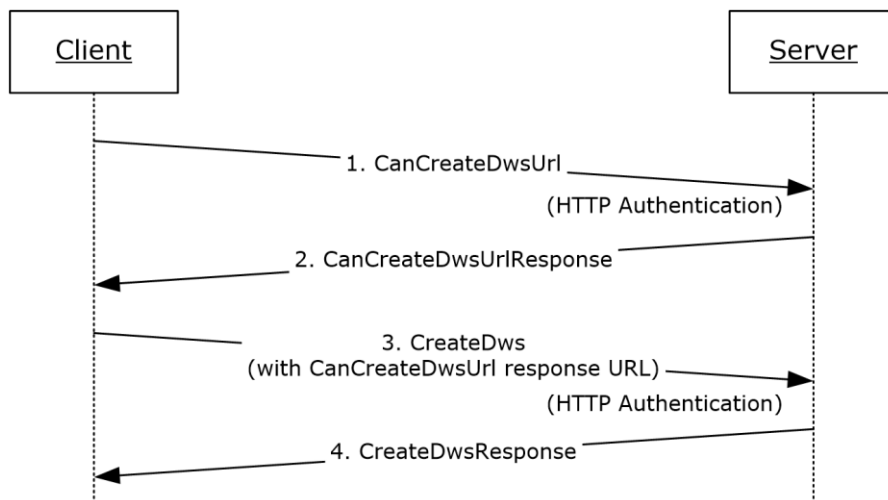 Client
Server
1. CanCreateDwsUrl
(HTTP Authentication)
2. CanCreateDwsUrlResponse
3. CreateDws
(with CanCreateDwsUrl response URL)
(HTTP Authentication)
4. CreateDwsResponse